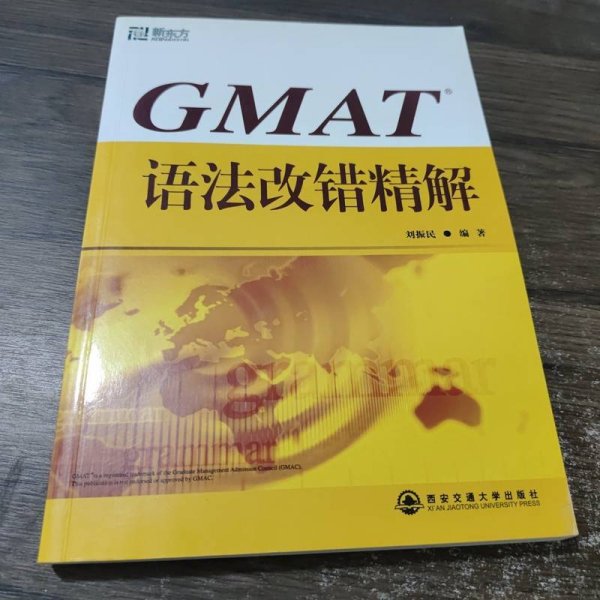 新东方
GMAT®
语法改错精解
刘振民 ● 编著
grammar
grammar
GMAT® is a registered trademark of the Graduate Management Admission Council (GMAC).
This publication is not endorsed or approved by GMAC.
西安交通大学出版社
XI'AN JIAOTONG UNIVERSITY PRESS